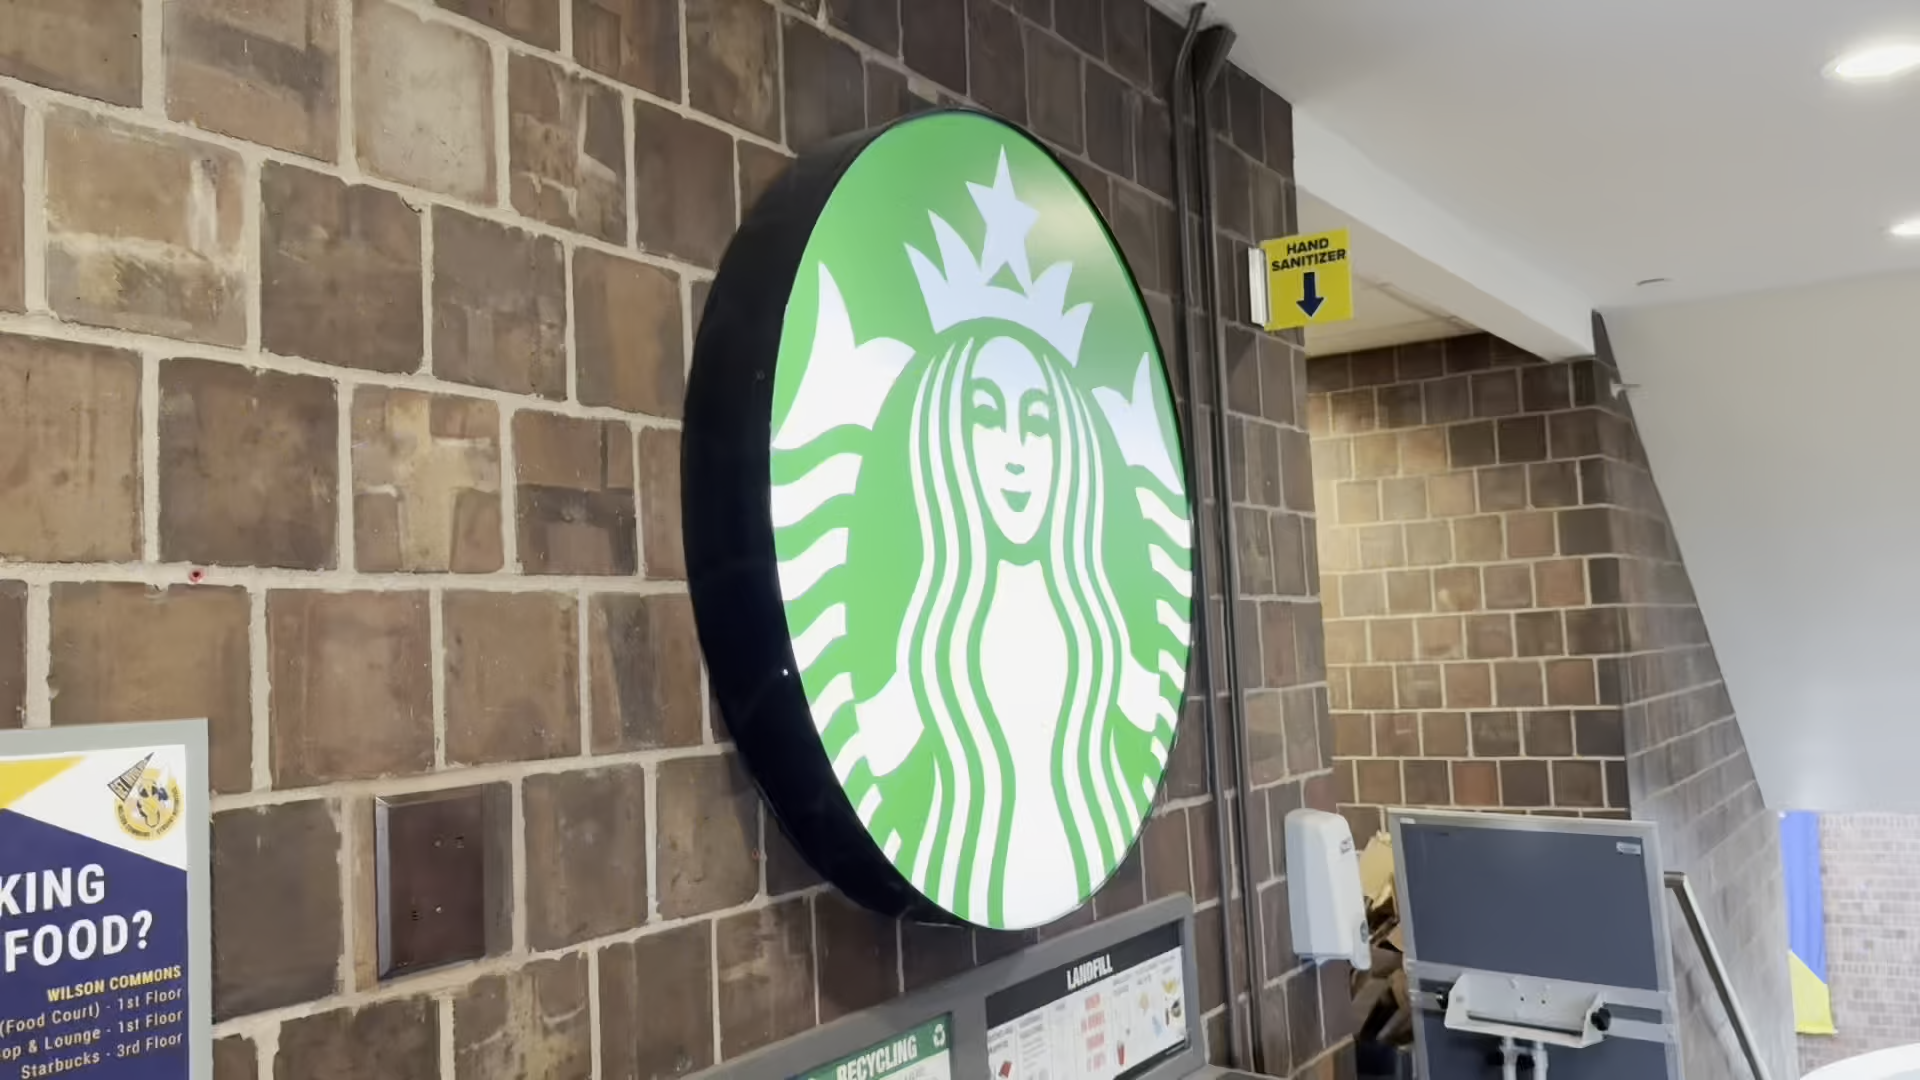 HAND
SANITIZER
KING
FOOD?
WILSON COMMONS
(Food Court) - 1st Floor
op & Lounge - 1st Floor
Starbucks - 3rd Floor
LANDFILL
RECYCLING